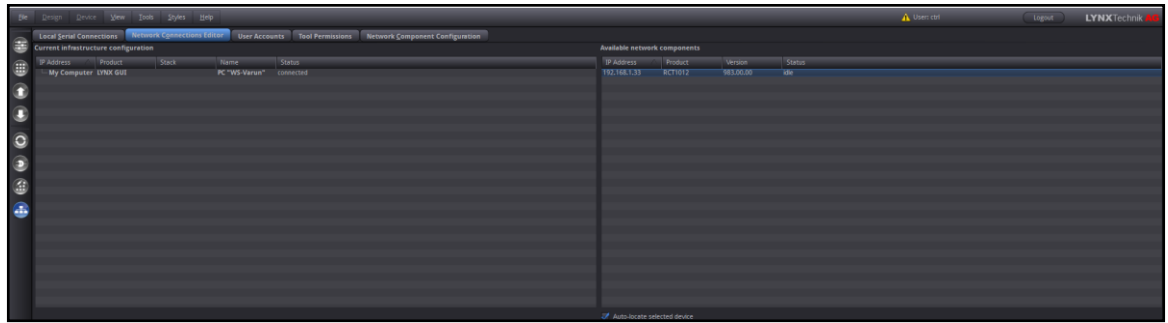 File Design Device View Tools Styles Help User: ctrl Logout LYNXTechnik AG
Local Serial Connections Network Connections Editor User Accounts Tool Permissions Network Component Configuration
Current infrastructure configuration Available network components
IP Address Product Stack Name Status IP Address Product Version Status
My Computer LYNX GUI PC "WS-Varun" connected 192.168.1.33 RCT1012 983.00.00 idle
Auto-locate selected device